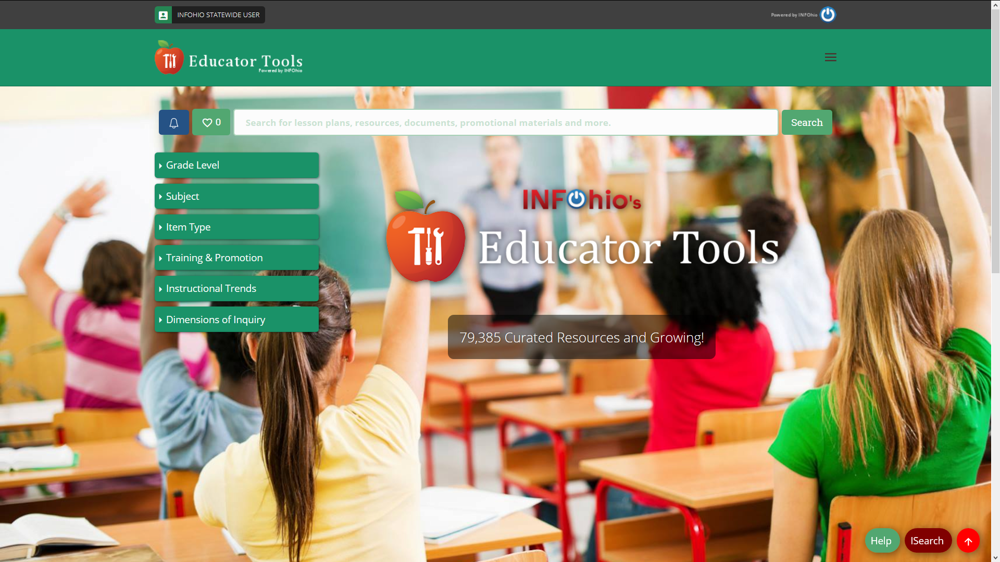 INFOHIO STATEWIDE USER
Powered by INFOhio
Educator Tools
Powered by INFOhio
0
Search for lesson plans, resources, documents, promotional materials and more.
Search
Grade Level
Subject
Item Type
Training & Promotion
Instructional Trends
Dimensions of Inquiry
INFOhio's
Educator Tools
79,385 Curated Resources and Growing!
Help
ISearch